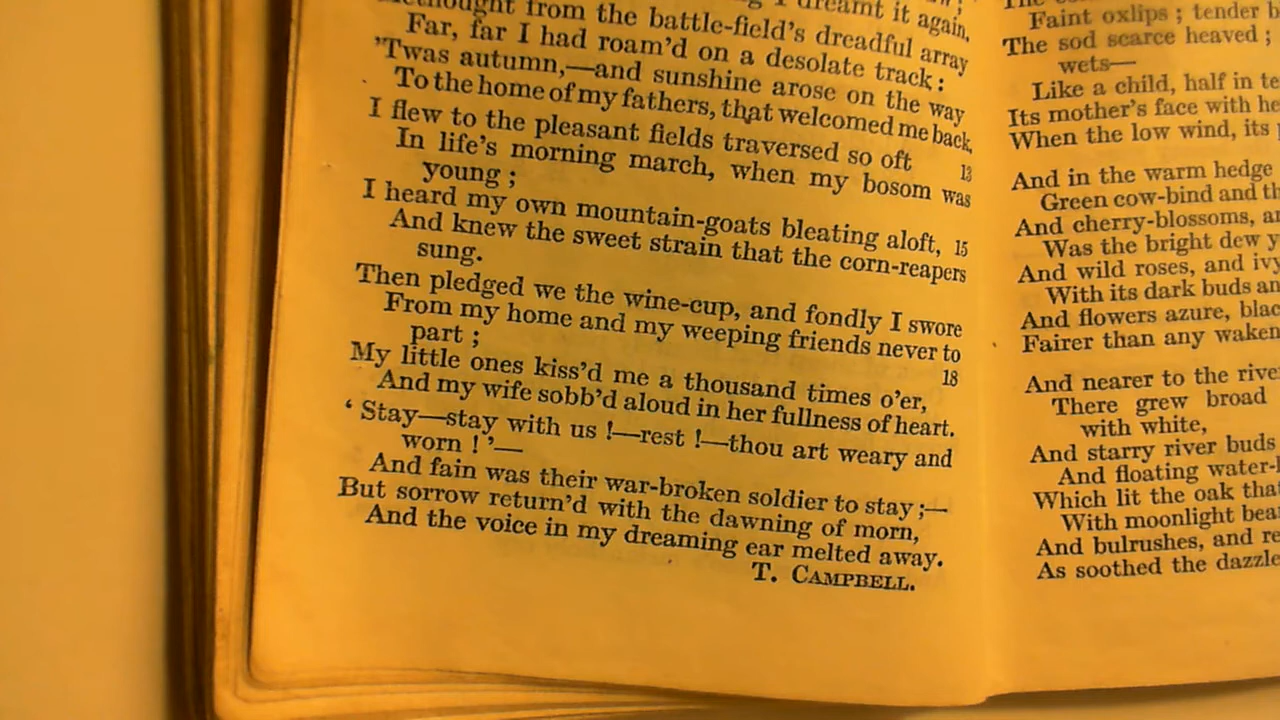 I dreamt it again.
from the battle-field's dreadful array
Far, far I had roam'd on a desolate track :
'Twas autumn,—and sunshine arose on the way
To the home of my fathers, that welcomed me back.
I flew to the pleasant fields traversed so oft 13
In life's morning march, when my bosom was
young ;
I heard my own mountain-goats bleating aloft, 15
And knew the sweet strain that the corn-reapers
sung.
Then pledged we the wine-cup, and fondly I swore
From my home and my weeping friends never to
part ;
My little ones kiss'd me a thousand times o'er, 18
And my wife sobb'd aloud in her fullness of heart.
' Stay—stay with us !—rest !—thou art weary and
worn ! '—
And fain was their war-broken soldier to stay ;—
But sorrow return'd with the dawning of morn,
And the voice in my dreaming ear melted away.
T. CAMPBELL.
Faint oxlips ; tender
The sod scarce heaved ;
wets—
Like a child, half in
Its mother's face with
When the low wind, its
And in the warm hedge
Green cow-bind and
And cherry-blossoms,
Was the bright dew
And wild roses, and
With its dark buds
And flowers azure,
Fairer than any
And nearer to the
There grew broad
with white,
And starry river buds
And floating
Which lit the oak
With moonlight
And bulrushes, and
As soothed the